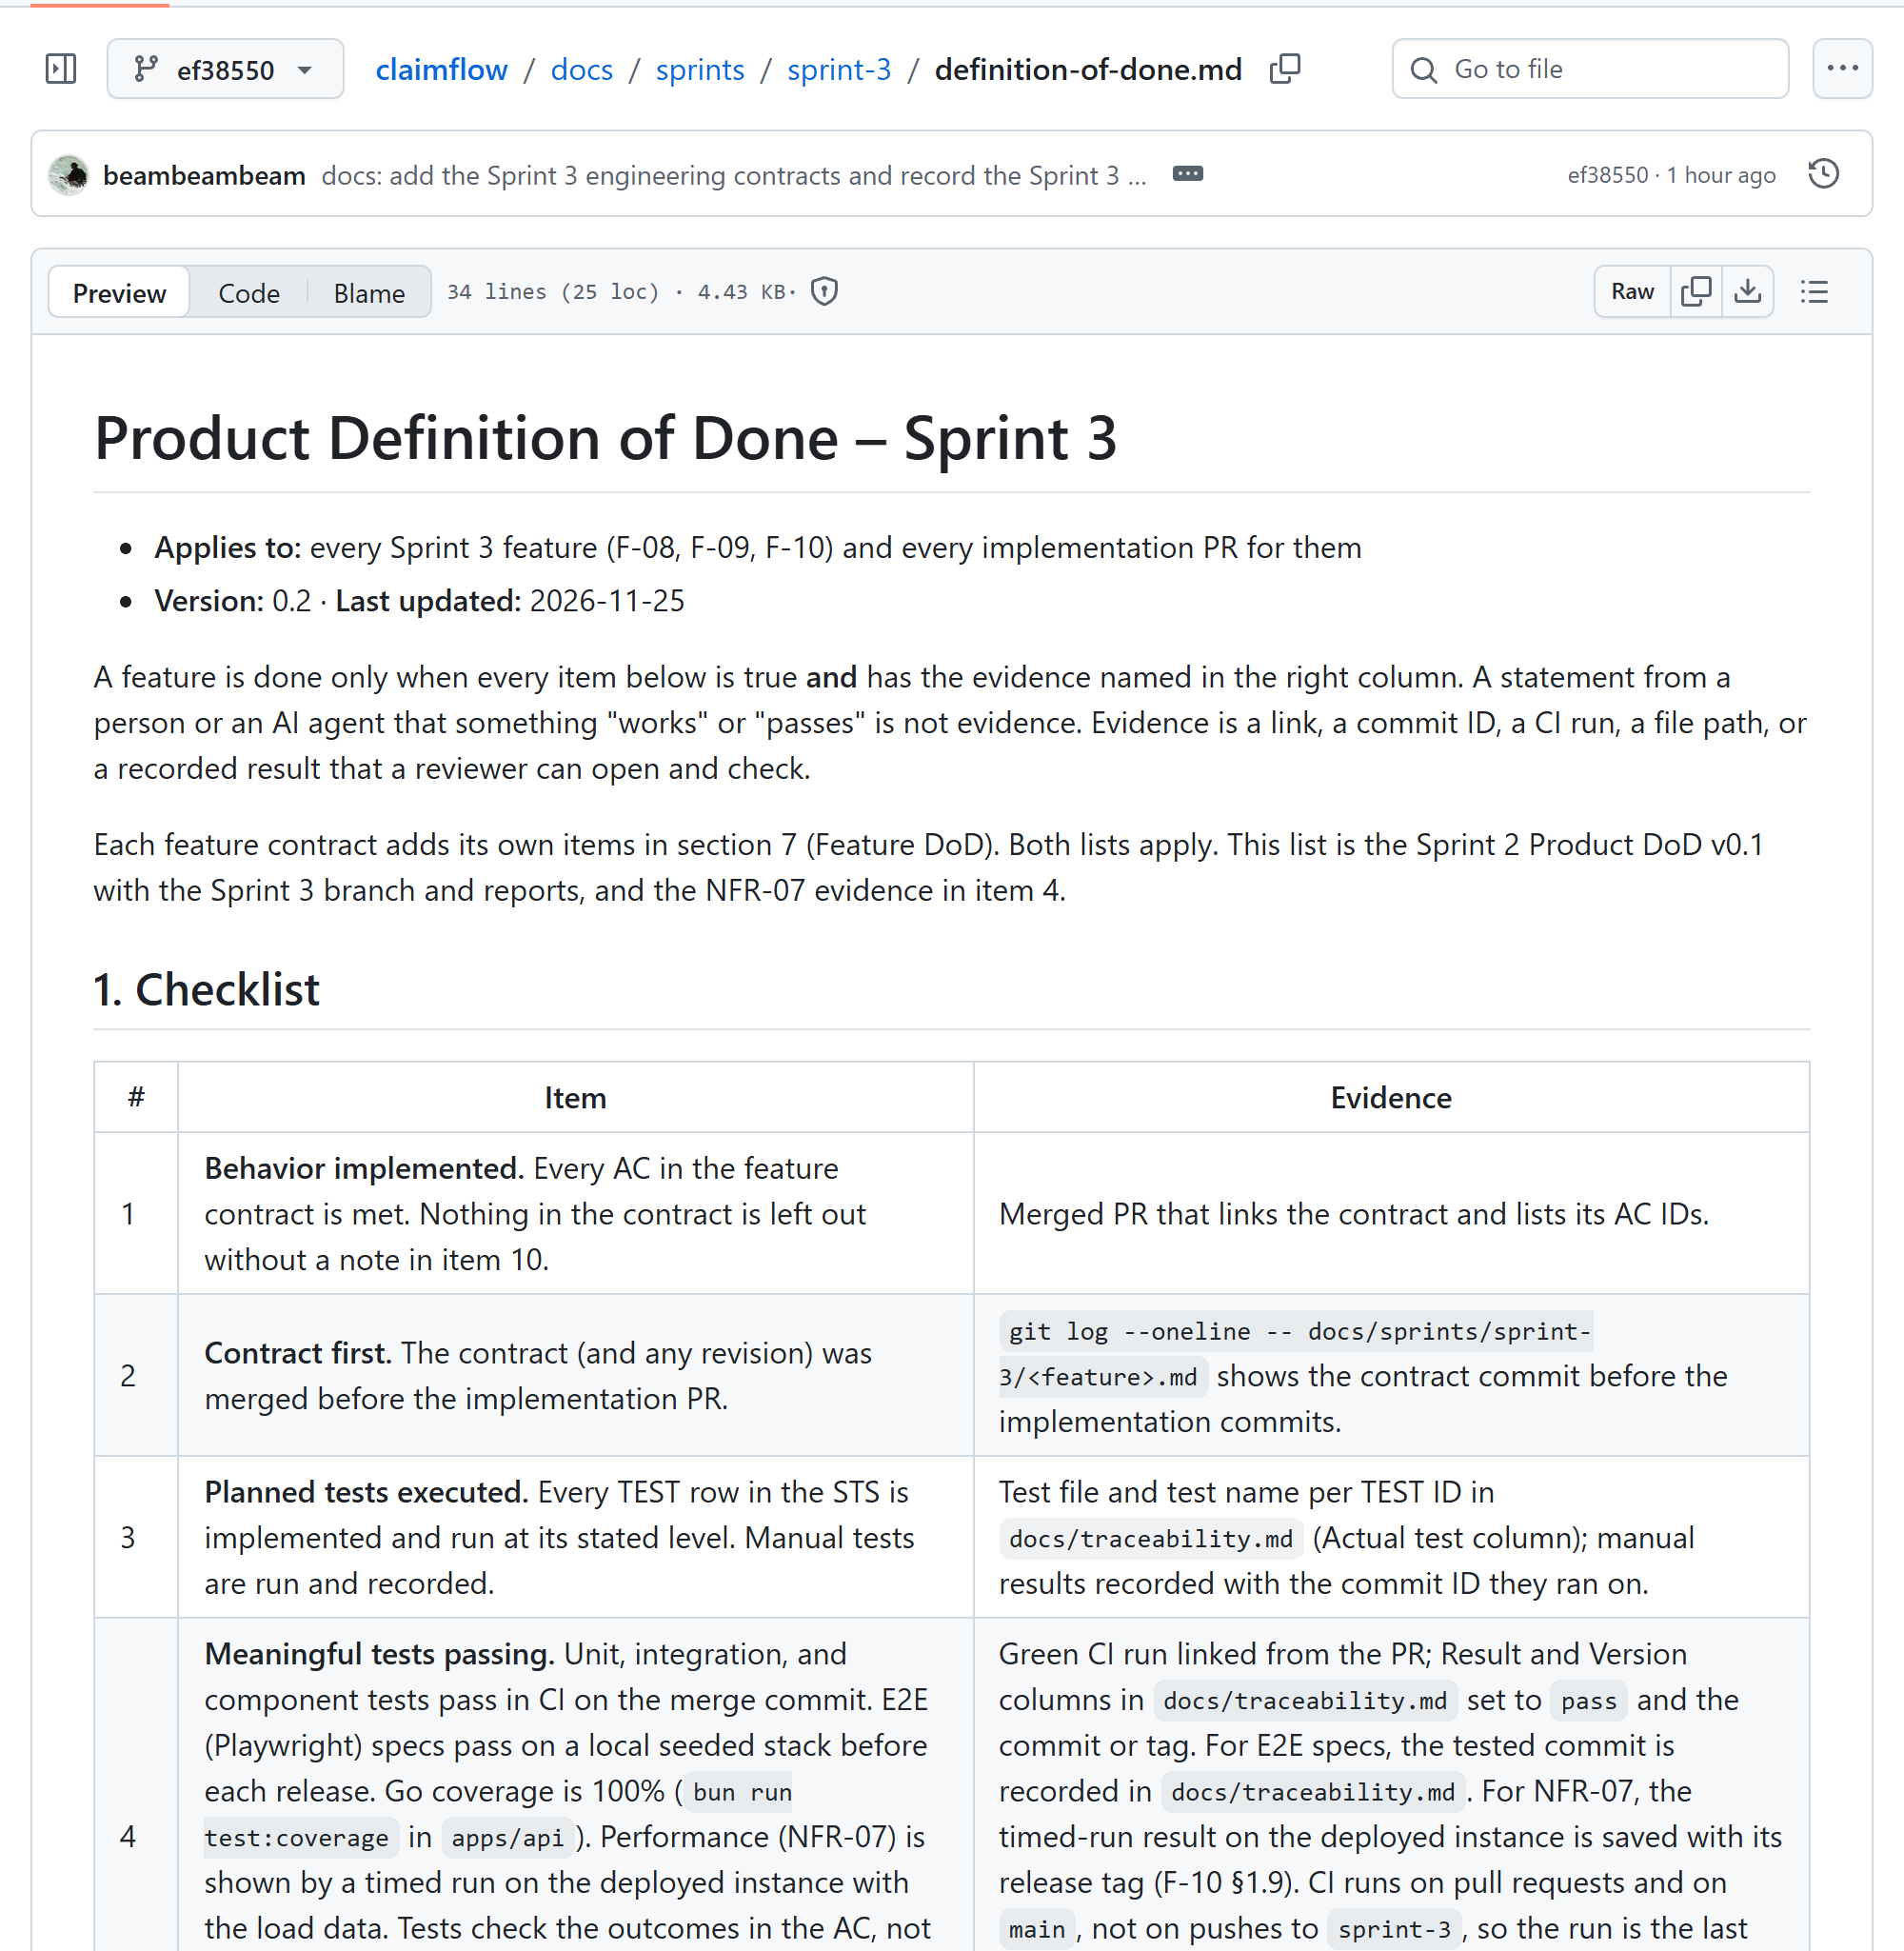 ef38550
claimflow / docs / sprints / sprint-3 / definition-of-done.md
Go to file
beambeambeam docs: add the Sprint 3 engineering contracts and record the Sprint 3 ...
ef38550 · 1 hour ago
Preview Code Blame 34 lines (25 loc) · 4.43 KB ·
Raw
Product Definition of Done – Sprint 3
• Applies to: every Sprint 3 feature (F-08, F-09, F-10) and every implementation PR for them
• Version: 0.2 · Last updated: 2026-11-25
A feature is done only when every item below is true and has the evidence named in the right column. A statement from a
person or an AI agent that something "works" or "passes" is not evidence. Evidence is a link, a commit ID, a CI run, a file path, or
a recorded result that a reviewer can open and check.
Each feature contract adds its own items in section 7 (Feature DoD). Both lists apply. This list is the Sprint 2 Product DoD v0.1
with the Sprint 3 branch and reports, and the NFR-07 evidence in item 4.
1. Checklist
# Item Evidence
1
Behavior implemented. Every AC in the feature
contract is met. Nothing in the contract is left out
without a note in item 10.
Merged PR that links the contract and lists its AC IDs.
2
Contract first. The contract (and any revision) was
merged before the implementation PR.
git log --oneline -- docs/sprints/sprint-
3/<feature>.md shows the contract commit before the
implementation commits.
3
Planned tests executed. Every TEST row in the STS is
implemented and run at its stated level. Manual tests
are run and recorded.
Test file and test name per TEST ID in
docs/traceability.md (Actual test column); manual
results recorded with the commit ID they ran on.
4
Meaningful tests passing. Unit, integration, and
component tests pass in CI on the merge commit. E2E
(Playwright) specs pass on a local seeded stack before
each release. Go coverage is 100% ( bun run
test:coverage in apps/api ). Performance (NFR-07) is
shown by a timed run on the deployed instance with
the load data. Tests check the outcomes in the AC, not
Green CI run linked from the PR; Result and Version
columns in docs/traceability.md set to pass and the
commit or tag. For E2E specs, the tested commit is
recorded in docs/traceability.md . For NFR-07, the
timed-run result on the deployed instance is saved with its
release tag (F-10 §1.9). CI runs on pull requests and on
main , not on pushes to sprint-3 , so the run is the last